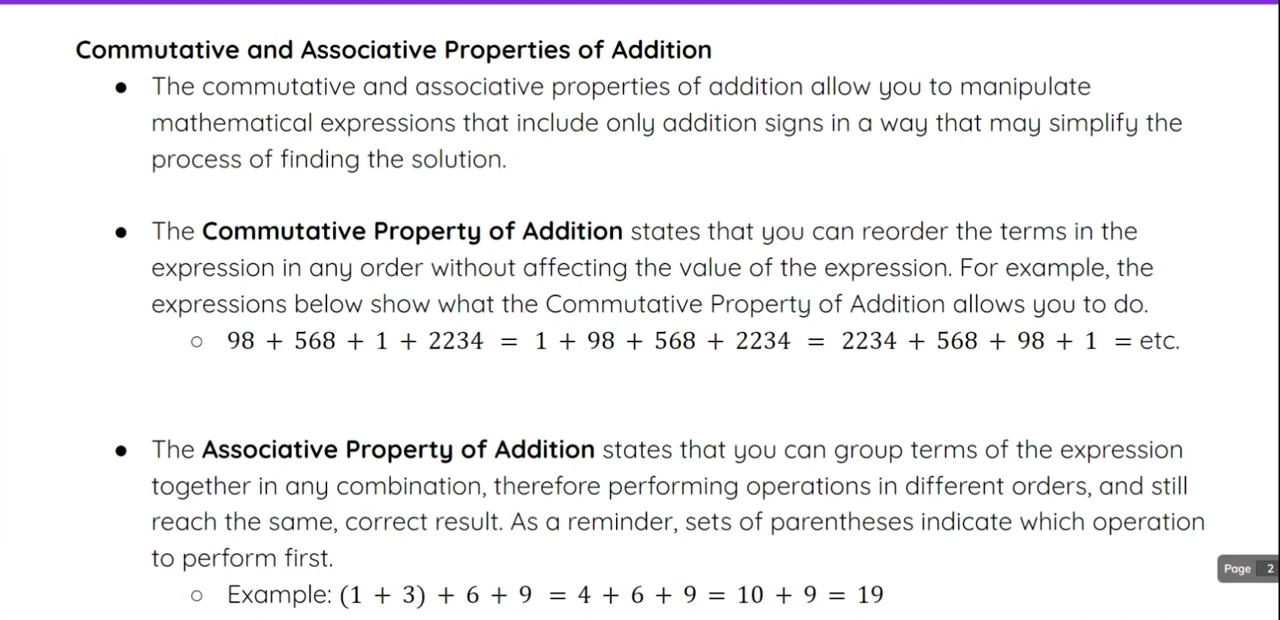 Commutative and Associative Properties of Addition
● The commutative and associative properties of addition allow you to manipulate
mathematical expressions that include only addition signs in a way that may simplify the
process of finding the solution.
● The Commutative Property of Addition states that you can reorder the terms in the
expression in any order without affecting the value of the expression. For example, the
expressions below show what the Commutative Property of Addition allows you to do.
○ 98 + 568 + 1 + 2234 = 1 + 98 + 568 + 2234 = 2234 + 568 + 98 + 1 = etc.
● The Associative Property of Addition states that you can group terms of the expression
together in any combination, therefore performing operations in different orders, and still
reach the same, correct result. As a reminder, sets of parentheses indicate which operation
to perform first.
Page 2
○ Example: (1 + 3) + 6 + 9 = 4 + 6 + 9 = 10 + 9 = 19